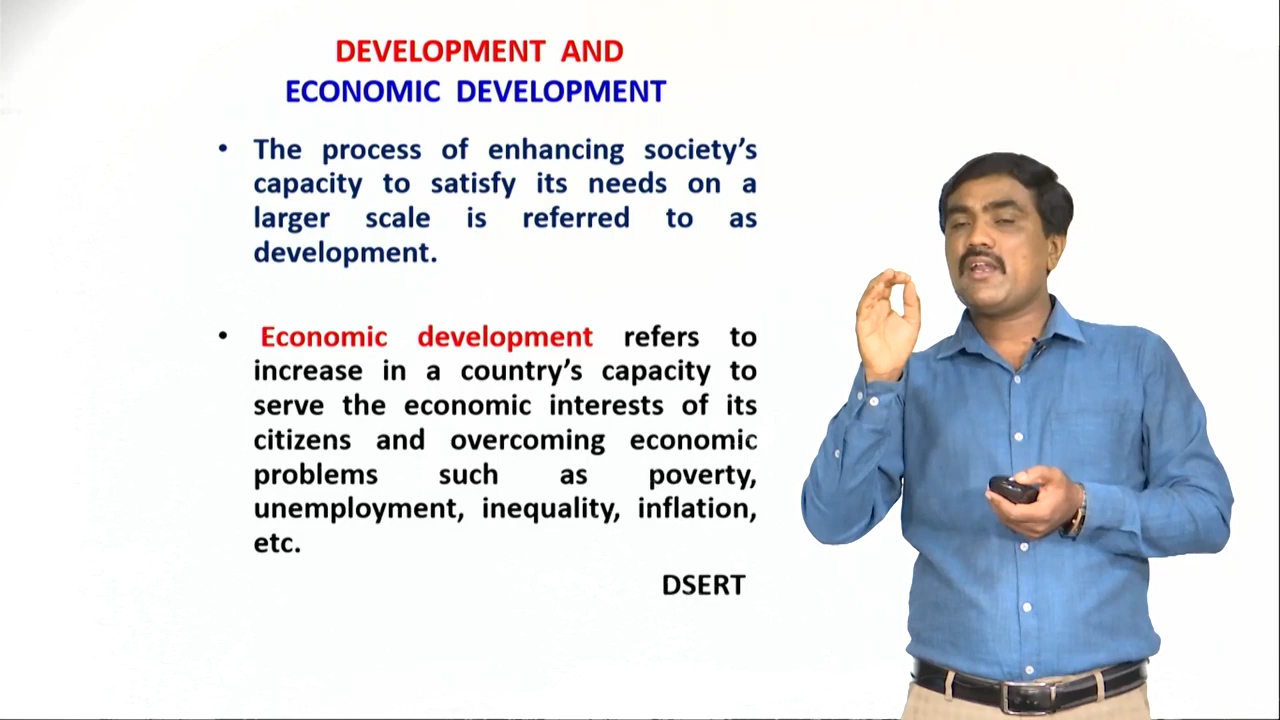 DEVELOPMENT AND
ECONOMIC DEVELOPMENT
• The process of enhancing society’s
capacity to satisfy its needs on a
larger scale is referred to as
development.
• Economic development refers to
increase in a country’s capacity to
serve the economic interests of its
citizens and overcoming economic
problems such as poverty,
unemployment, inequality, inflation,
etc.
DSERT